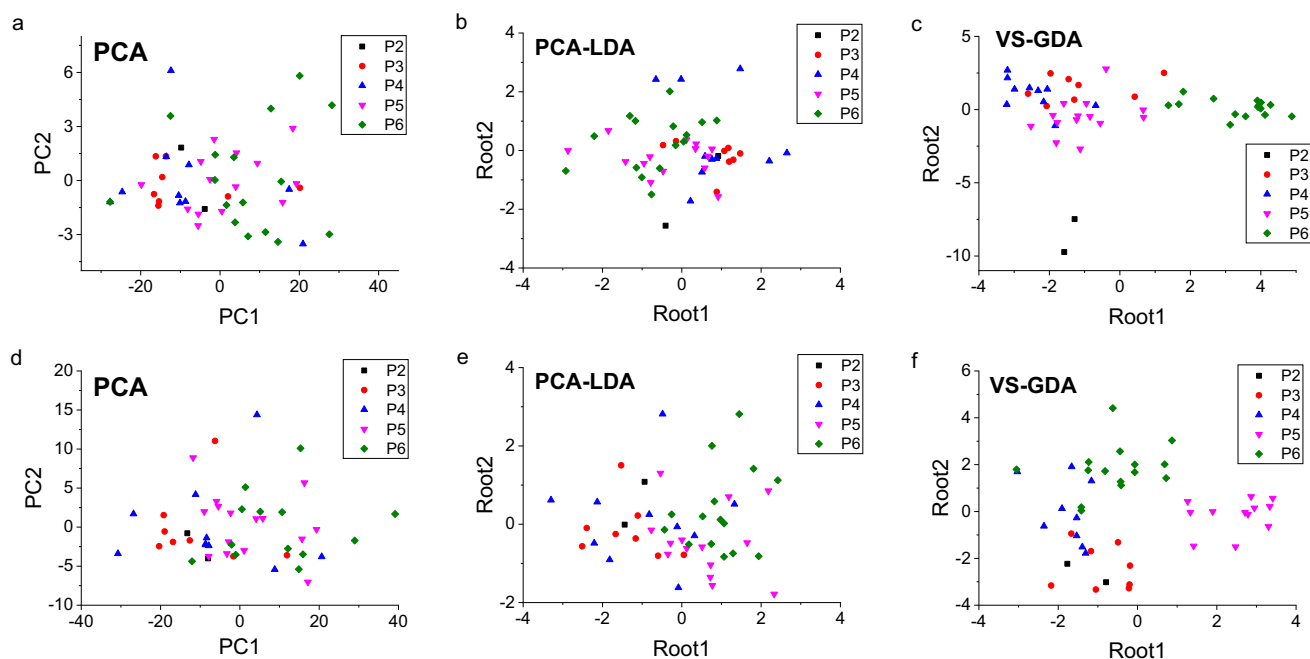 a
PCA
P2
P3
P4
P5
P6
6
3
0
-3
PC2
-20 0 20 40
PC1
b
PCA-LDA
P2
P3
P4
P5
P6
4
2
0
-2
-4
Root2
-4 -2 0 2 4
Root1
c
VS-GDA
P2
P3
P4
P5
P6
5
0
-5
-10
Root2
-4 -2 0 2 4
Root1
d
PCA
P2
P3
P4
P5
P6
20
15
10
5
0
-5
-10
PC2
-40 -20 0 20 40
PC1
e
PCA-LDA
P2
P3
P4
P5
P6
4
2
0
-2
Root2
-4 -2 0 2 4
Root1
f
VS-GDA
P2
P3
P4
P5
P6
6
4
2
0
-2
-4
Root2
-4 -2 0 2 4
Root1